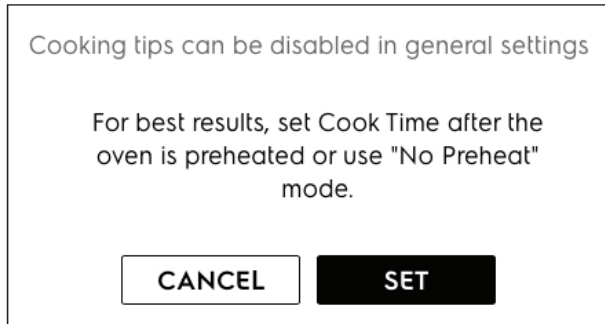 Cooking tips can be disabled in general settings
For best results, set Cook Time after the
oven is preheated or use "No Preheat"
mode.
CANCEL
SET